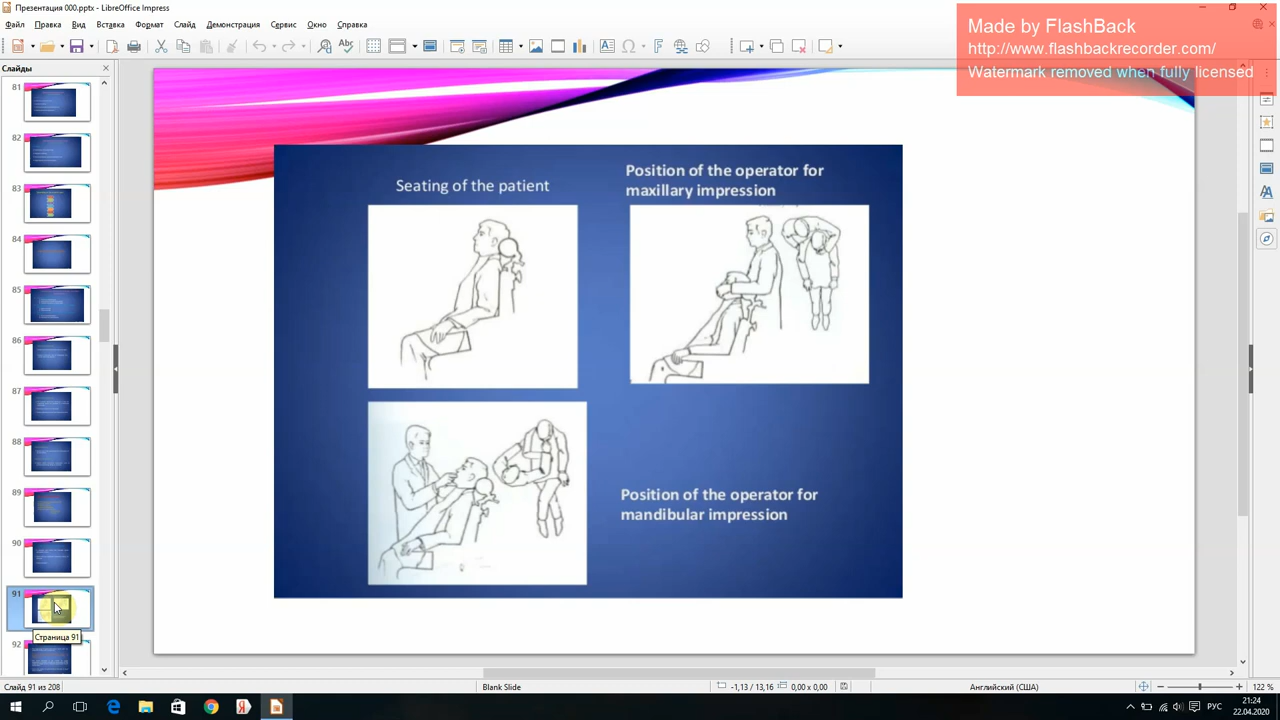 Презентация 000.pptx - LibreOffice Impress
Файл Правка Вид Вставка Формат Слайд Демонстрация Сервис Окно Справка
Made by FlashBack
http://www.flashbackrecorder.com/
Watermark removed when fully licensed
Слайды
81
82
83
84
85
86
87
88
89
90
91
Страница 91
92
Seating of the patient
Position of the operator for
maxillary impression
Position of the operator for
mandibular impression
Слайд 91 из 208
Blank Slide
-1,13 / 13,16
0,00 x 0,00
Английский (США)
122 %
РУС
21:24
22.04.2020